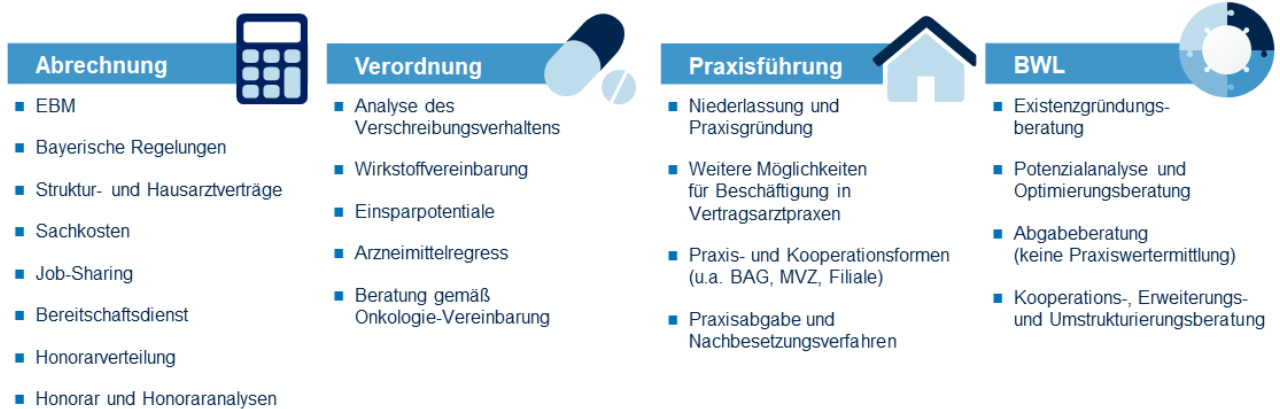 Abrechnung
EBM
Bayerische Regelungen
Struktur- und Hausarztverträge
Sachkosten
Job-Sharing
Bereitschaftsdienst
Honorarverteilung
Honorar und Honoraranalysen
Verordnung
Analyse des
Verschreibungsverhaltens
Wirkstoffvereinbarung
Einsparpotentiale
Arzneimittelregress
Beratung gemäß
Onkologie-Vereinbarung
Praxisführung
Niederlassung und
Praxisgründung
Weitere Möglichkeiten
für Beschäftigung in
Vertragsarztpraxen
Praxis- und Kooperationsformen
(u.a. BAG, MVZ, Filiale)
Praxisabgabe und
Nachbesetzungsverfahren
BWL
Existenzgründungs-
beratung
Potenzialanalyse und
Optimierungsberatung
Abgabeberatung
(keine Praxiswertermittlung)
Kooperations-, Erweiterungs-
und Umstrukturierungsberatung